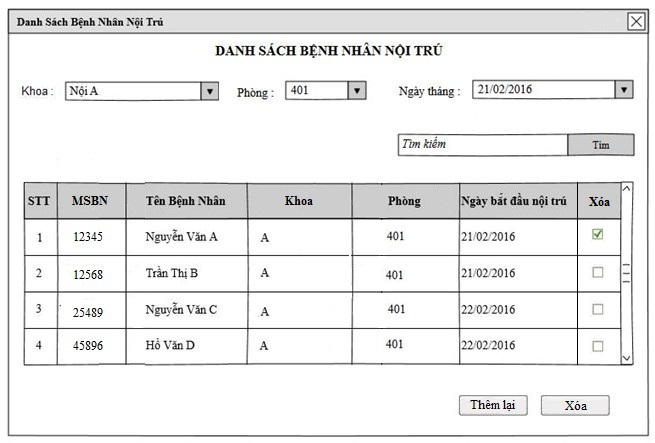 Danh Sách Bệnh Nhân Nội Trú
DANH SÁCH BỆNH NHÂN NỘI TRÚ
Khoa : Nội A Phòng : 401 Ngày tháng : 21/02/2016
Tìm kiếm Tìm
STT MSBN Tên Bệnh Nhân Khoa Phòng Ngày bắt đầu nội trú Xóa
1 12345 Nguyễn Văn A A 401 21/02/2016
2 12568 Trần Thị B A 401 21/02/2016
3 25489 Nguyễn Văn C A 401 22/02/2016
4 45896 Hồ Văn D A 401 22/02/2016
Thêm lại Xóa